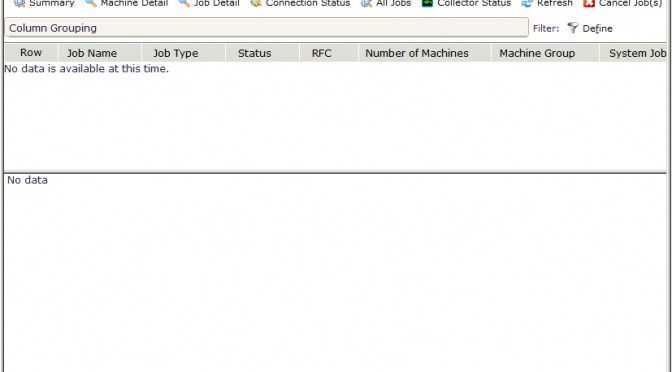 Summary Machine Detail Job Detail Connection Status All Jobs Collector Status Refresh Cancel Job(s)
Column Grouping Filter: Define
Row Job Name Job Type Status RFC Number of Machines Machine Group System Job
No data is available at this time.
No data